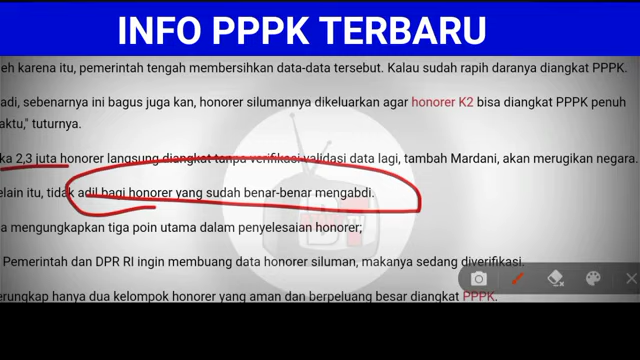 INFO PPPK TERBARU
eh karena itu, pemerintah tengah membersihkan data-data tersebut. Kalau sudah rapih daranya diangkat PPPK.
adi, sebenarnya ini bagus juga kan, honorer silumannya dikeluarkan agar honorer K2 bisa diangkat PPPK penuh
aktu," tuturnya.
ka 2,3 juta honorer langsung diangkat tanpa verifikasi validasi data lagi, tambah Mardani, akan merugikan negara.
elain itu, tidak adil bagi honorer yang sudah benar-benar mengabdi.
a mengungkapkan tiga poin utama dalam penyelesaian honorer;
Pemerintah dan DPR RI ingin membuang data honorer siluman, makanya sedang diverifikasi.
erungkap hanya dua kelompok honorer yang aman dan berpeluang besar diangkat PPPK.